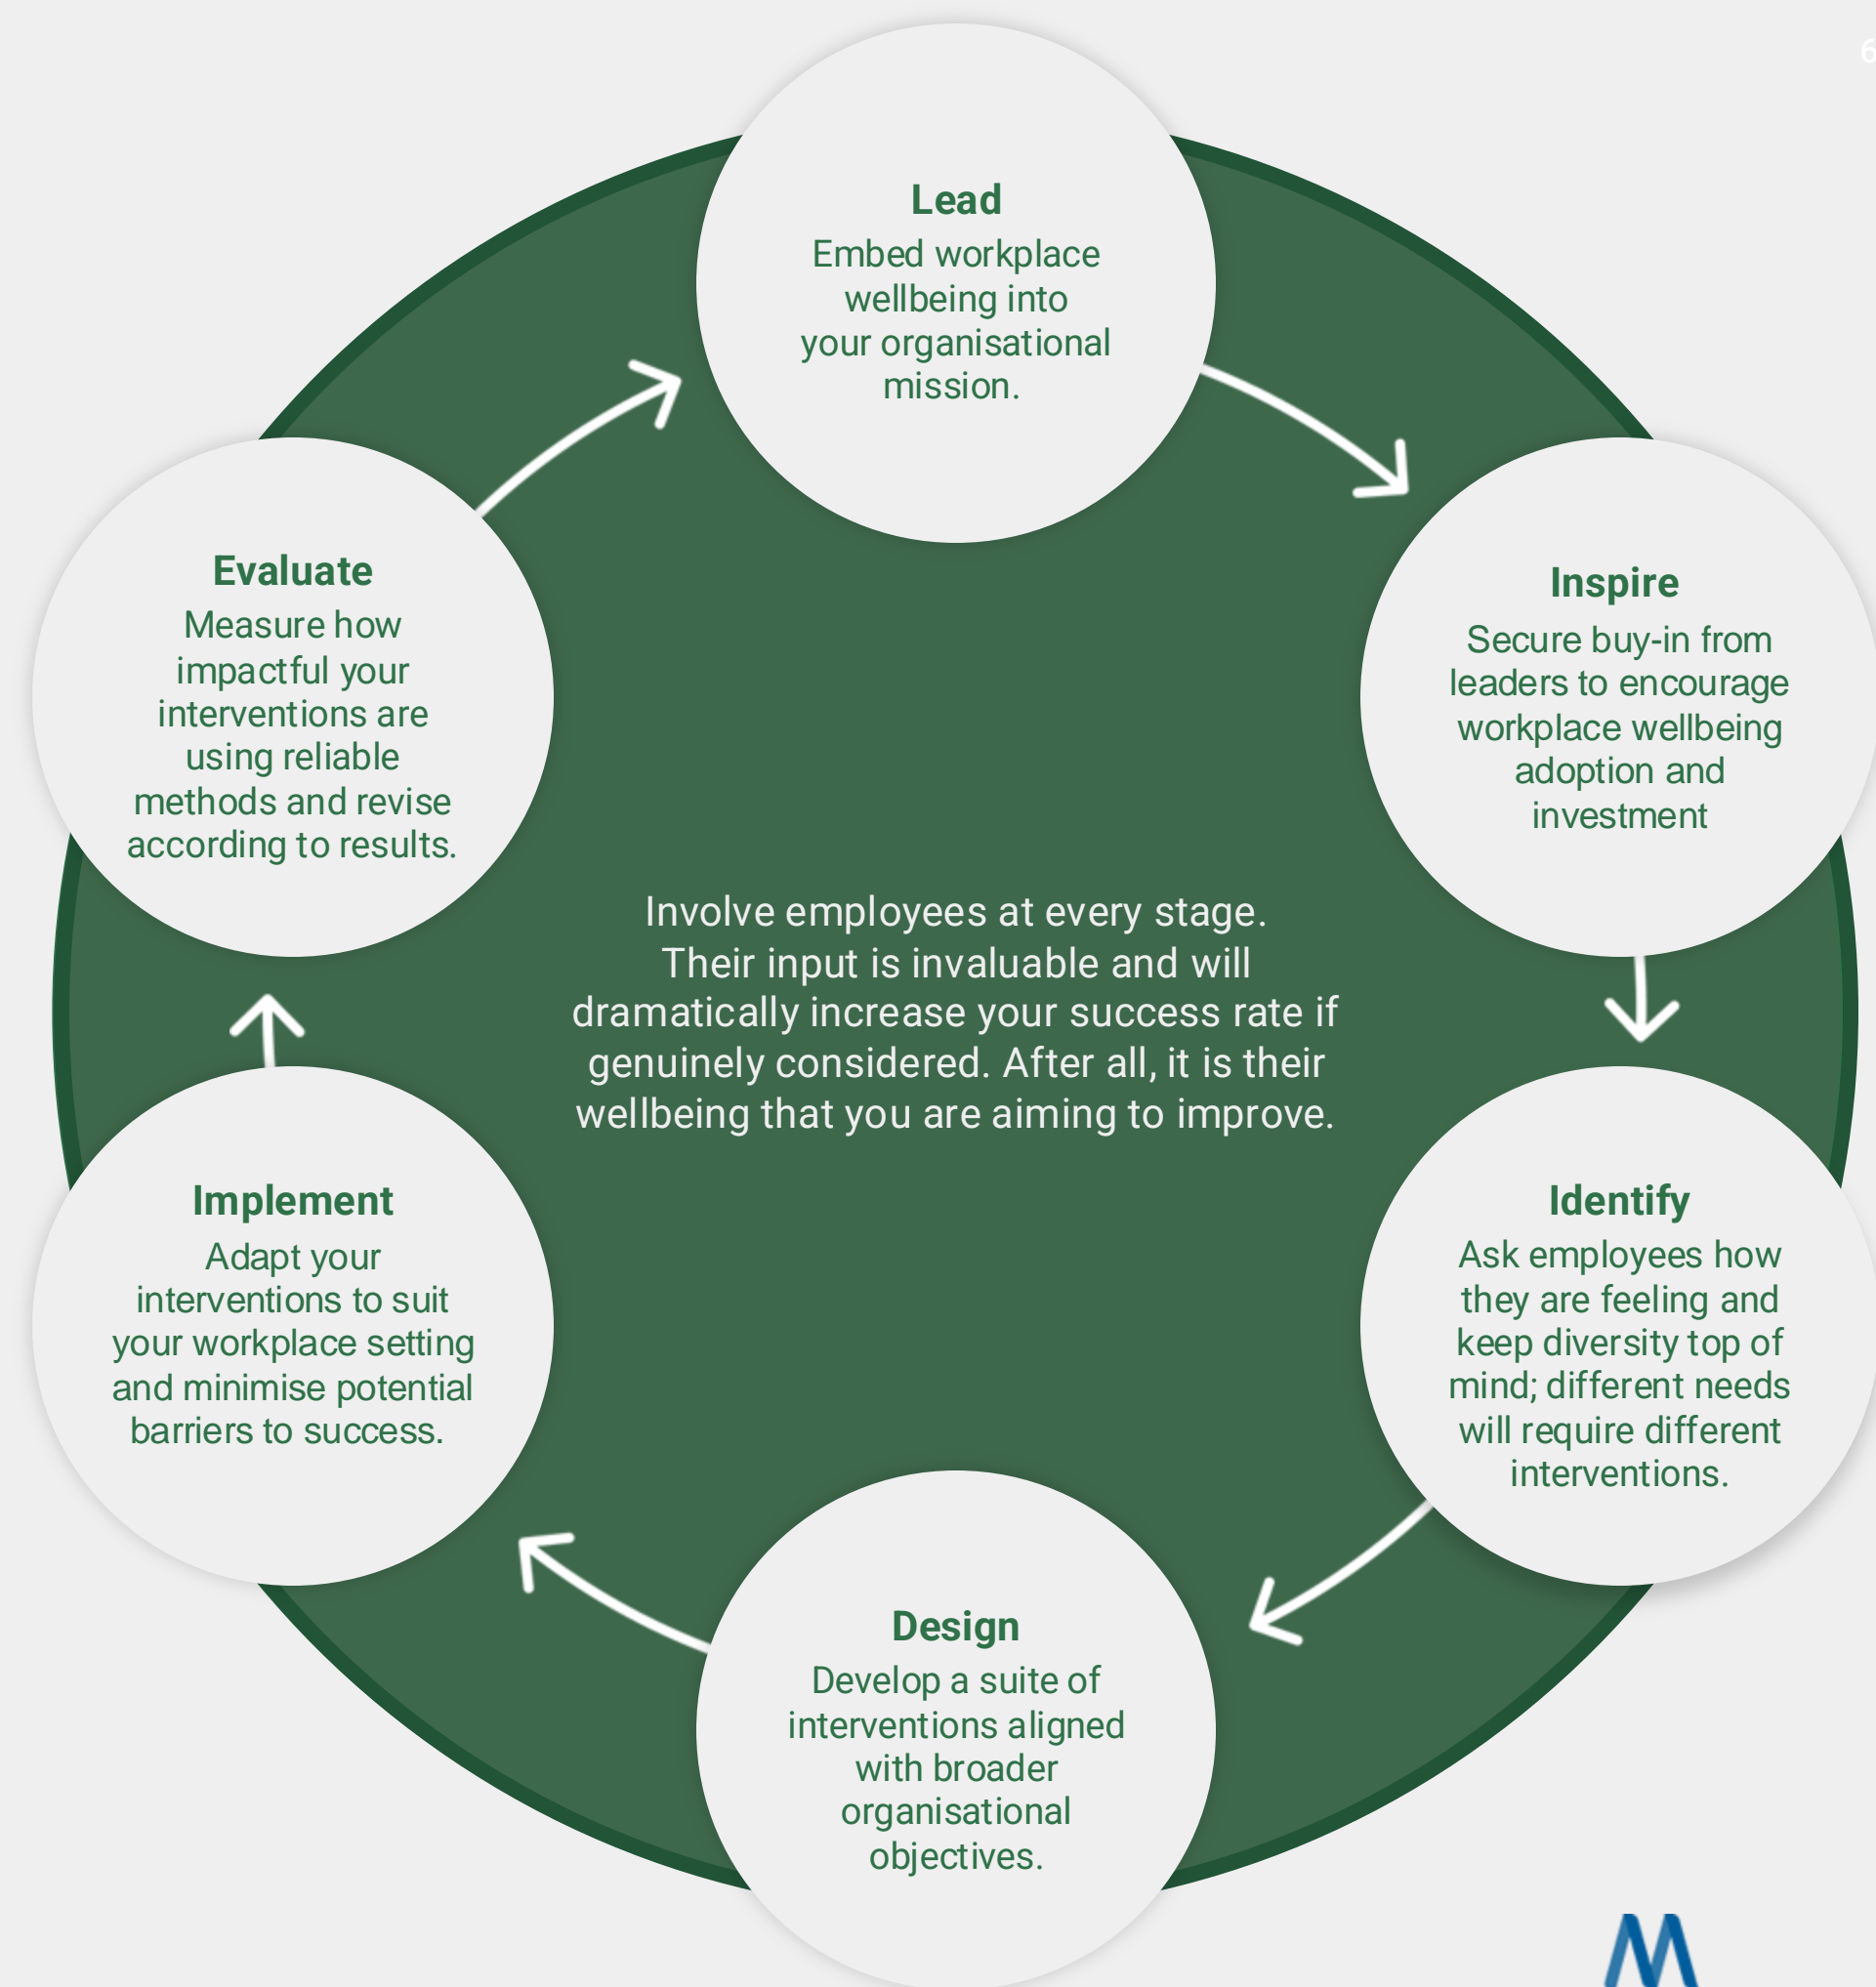 6
Lead
Embed workplace
wellbeing into
your organisational
mission.
Inspire
Secure buy-in from
leaders to encourage
workplace wellbeing
adoption and
investment
Identify
Ask employees how
they are feeling and
keep diversity top of
mind; different needs
will require different
interventions.
Design
Develop a suite of
interventions aligned
with broader
organisational
objectives.
Implement
Adapt your
interventions to suit
your workplace setting
and minimise potential
barriers to success.
Evaluate
Measure how
impactful your
interventions are
using reliable
methods and revise
according to results.
Involve employees at every stage.
Their input is invaluable and will
dramatically increase your success rate if
genuinely considered. After all, it is their
wellbeing that you are aiming to improve.